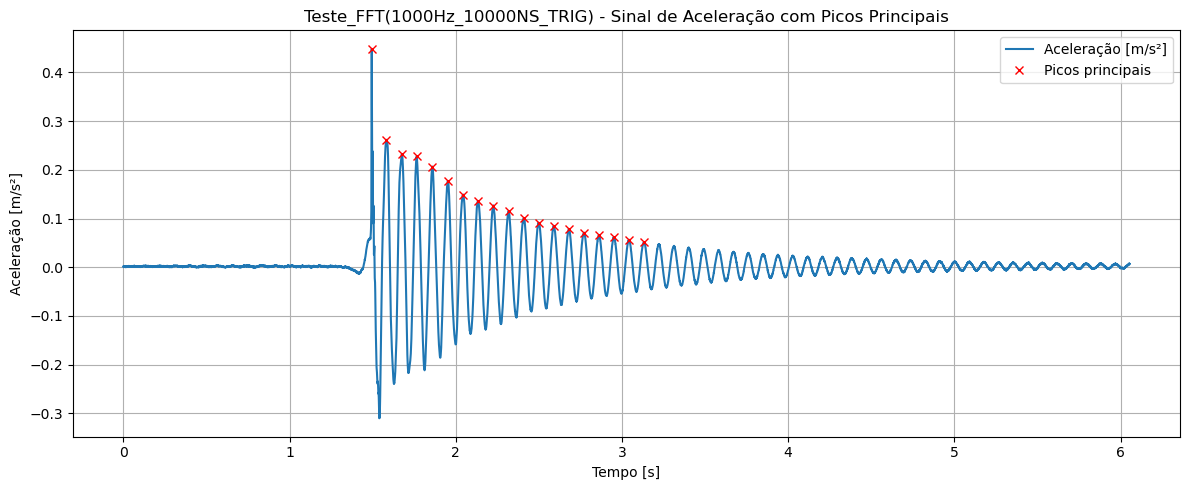 Teste_FFT(1000Hz_10000NS_TRIG) - Sinal de Aceleração com Picos Principais
Aceleração [m/s²]
Picos principais
Aceleração [m/s²]
0.4
0.3
0.2
0.1
0.0
−0.1
−0.2
−0.3
0 1 2 3 4 5 6
Tempo [s]